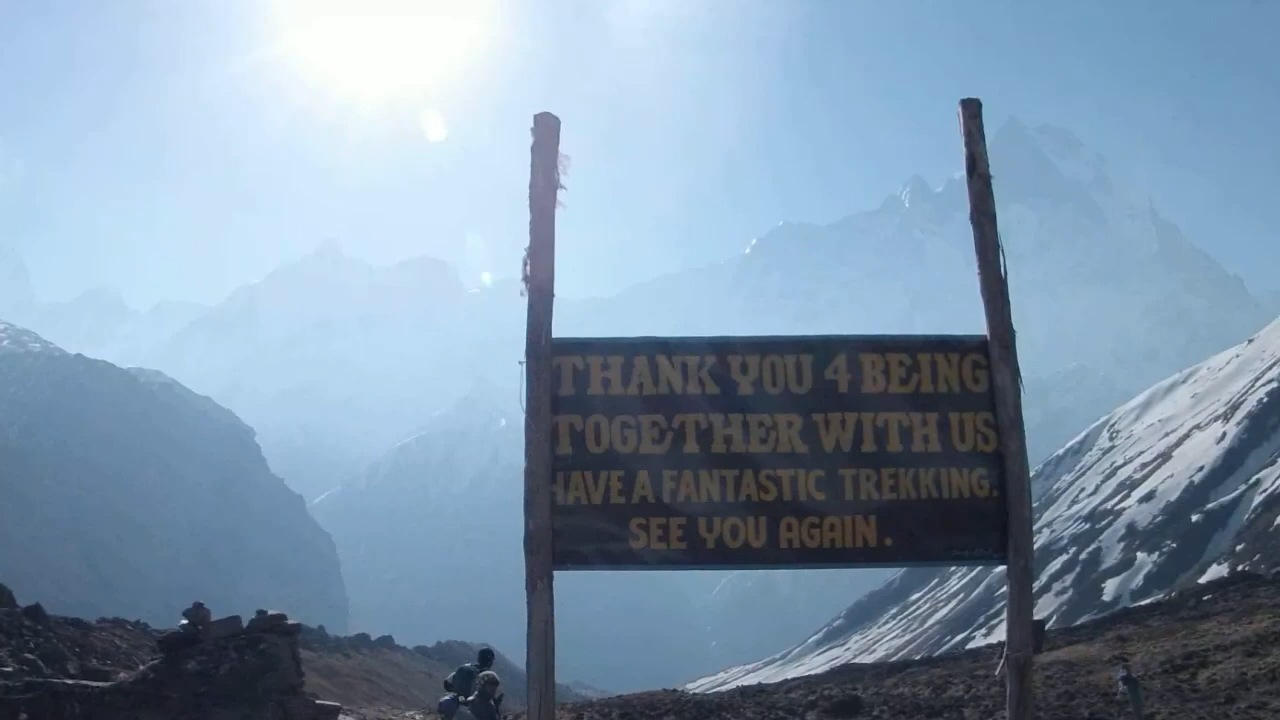 THANK YOU 4 BEING
TOGETHER WITH US
HAVE A FANTASTIC TREKKING.
SEE YOU AGAIN.